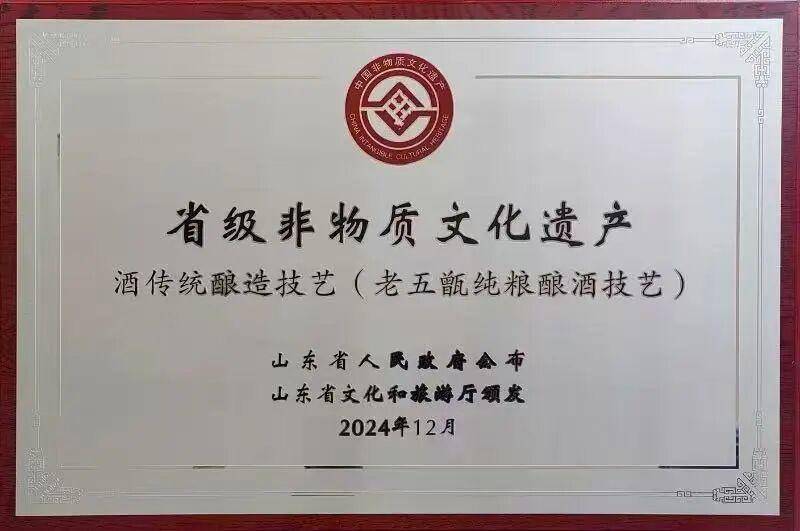 中国非物质文化遗产
CHINA INTANGIBLE CULTURAL HERITAGE
省级非物质文化遗产
酒传统酿造技艺（老五甑纯粮酿酒技艺）
山东省人民政府公布
山东省文化和旅游厅颁发
2024年12月